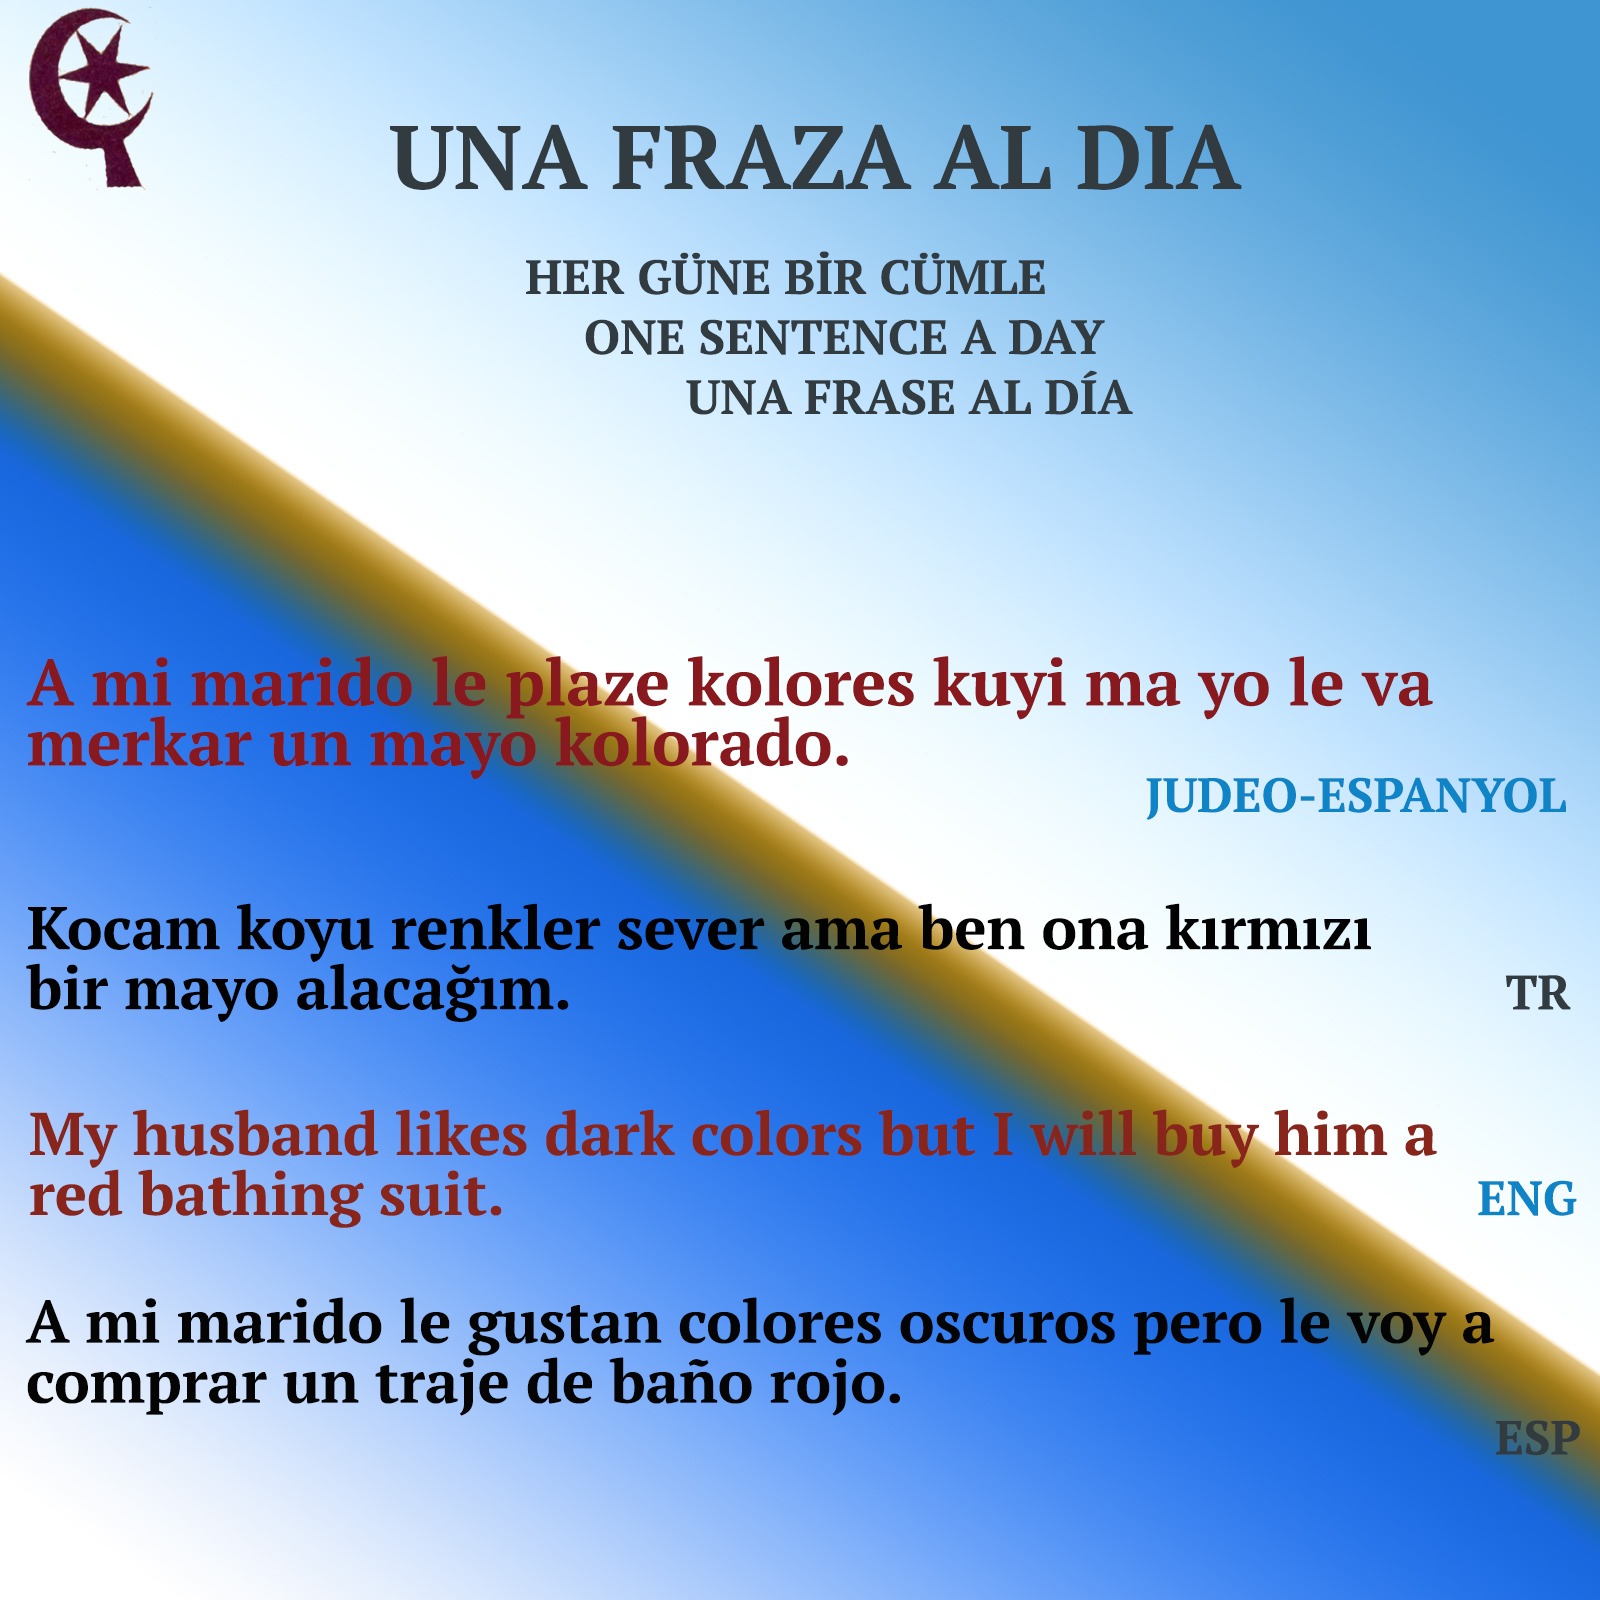 UNA FRAZA AL DIA
HER GÜNE BİR CÜMLE
ONE SENTENCE A DAY
UNA FRASE AL DÍA
A mi marido le plaze kolores kuyi ma yo le va
merkar un mayo kolorado.
JUDEO-ESPANYOL
Kocam koyu renkler sever ama ben ona kırmızı
bir mayo alacağım.
TR
My husband likes dark colors but I will buy him a
red bathing suit.
ENG
A mi marido le gustan colores oscuros pero le voy a
comprar un traje de baño rojo.
ESP